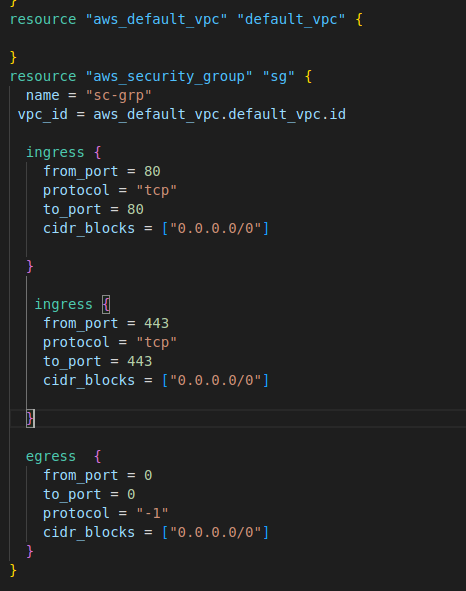 }
resource "aws_default_vpc" "default_vpc" {
}
resource "aws_security_group" "sg" {
name = "sc-grp"
vpc_id = aws_default_vpc.default_vpc.id
ingress {
from_port = 80
protocol = "tcp"
to_port = 80
cidr_blocks = ["0.0.0.0/0"]
}
ingress {
from_port = 443
protocol = "tcp"
to_port = 443
cidr_blocks = ["0.0.0.0/0"]
}
egress  {
from_port = 0
to_port = 0
protocol = "-1"
cidr_blocks = ["0.0.0.0/0"]
}
}